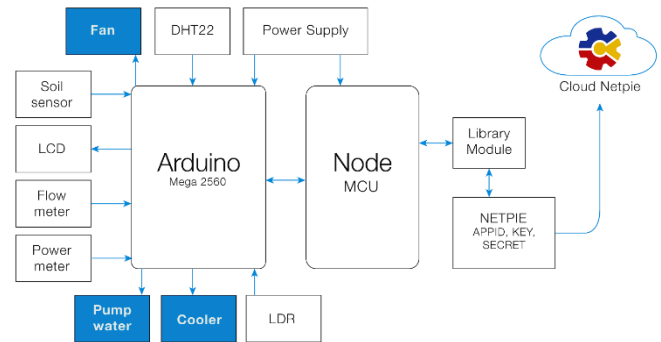 Fan
DHT22
Power Supply
Cloud Netpie
Soil
sensor
LCD
Flow
meter
Power
meter
Arduino
Mega 2560
Node
MCU
Library
Module
NETPIE
APPID, KEY,
SECRET
Pump
water
Cooler
LDR